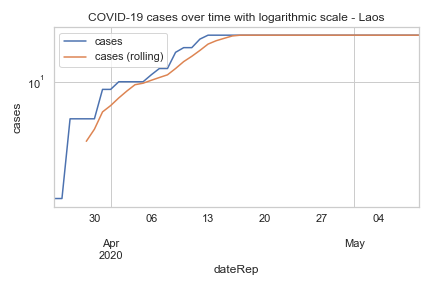 COVID-19 cases over time with logarithmic scale - Laos
cases
cases (rolling)
10¹
cases
30 06 13 20 27 04
Apr May
2020
dateRep